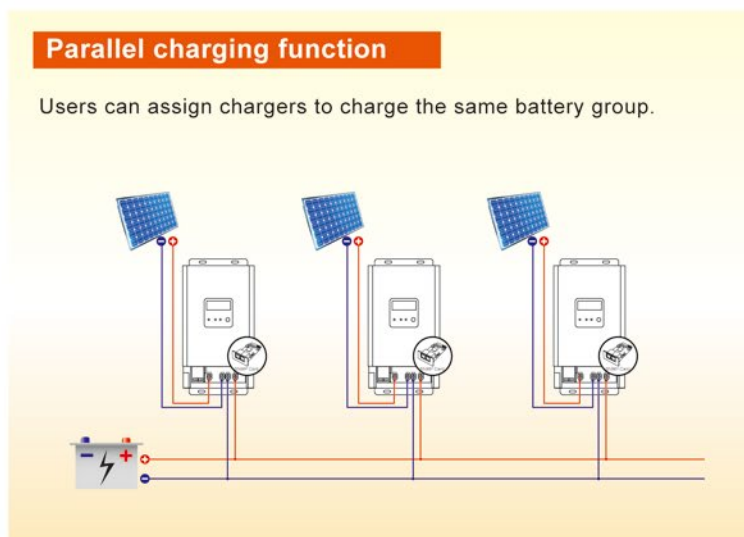 Parallel charging function
Users can assign chargers to charge the same battery group.